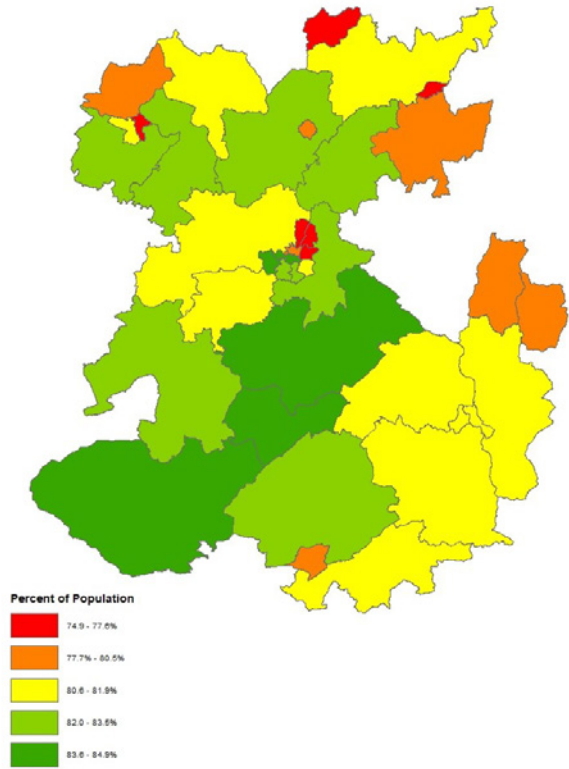 Percent of Population
74.9 - 77.6%
77.7% - 80.5%
80.6 - 81.9%
82.0 - 83.5%
83.6 - 84.9%